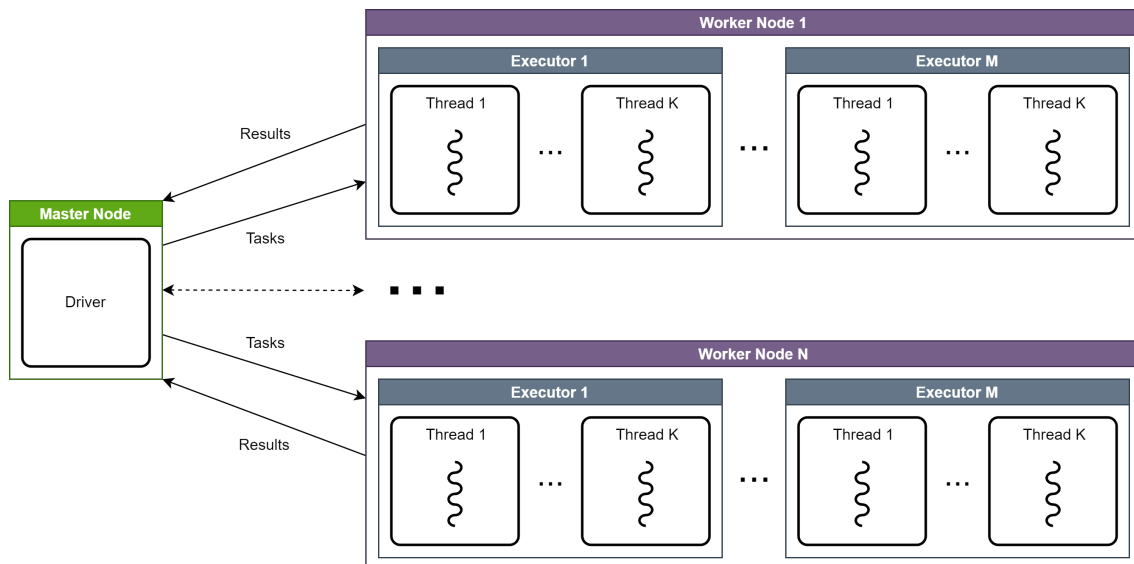 Worker Node 1
Executor 1
Executor M
Thread 1
...
Thread K
...
Thread 1
...
Thread K
Results
Tasks
Master Node
Driver
...
Tasks
Results
Worker Node N
Executor 1
Executor M
Thread 1
...
Thread K
...
Thread 1
...
Thread K